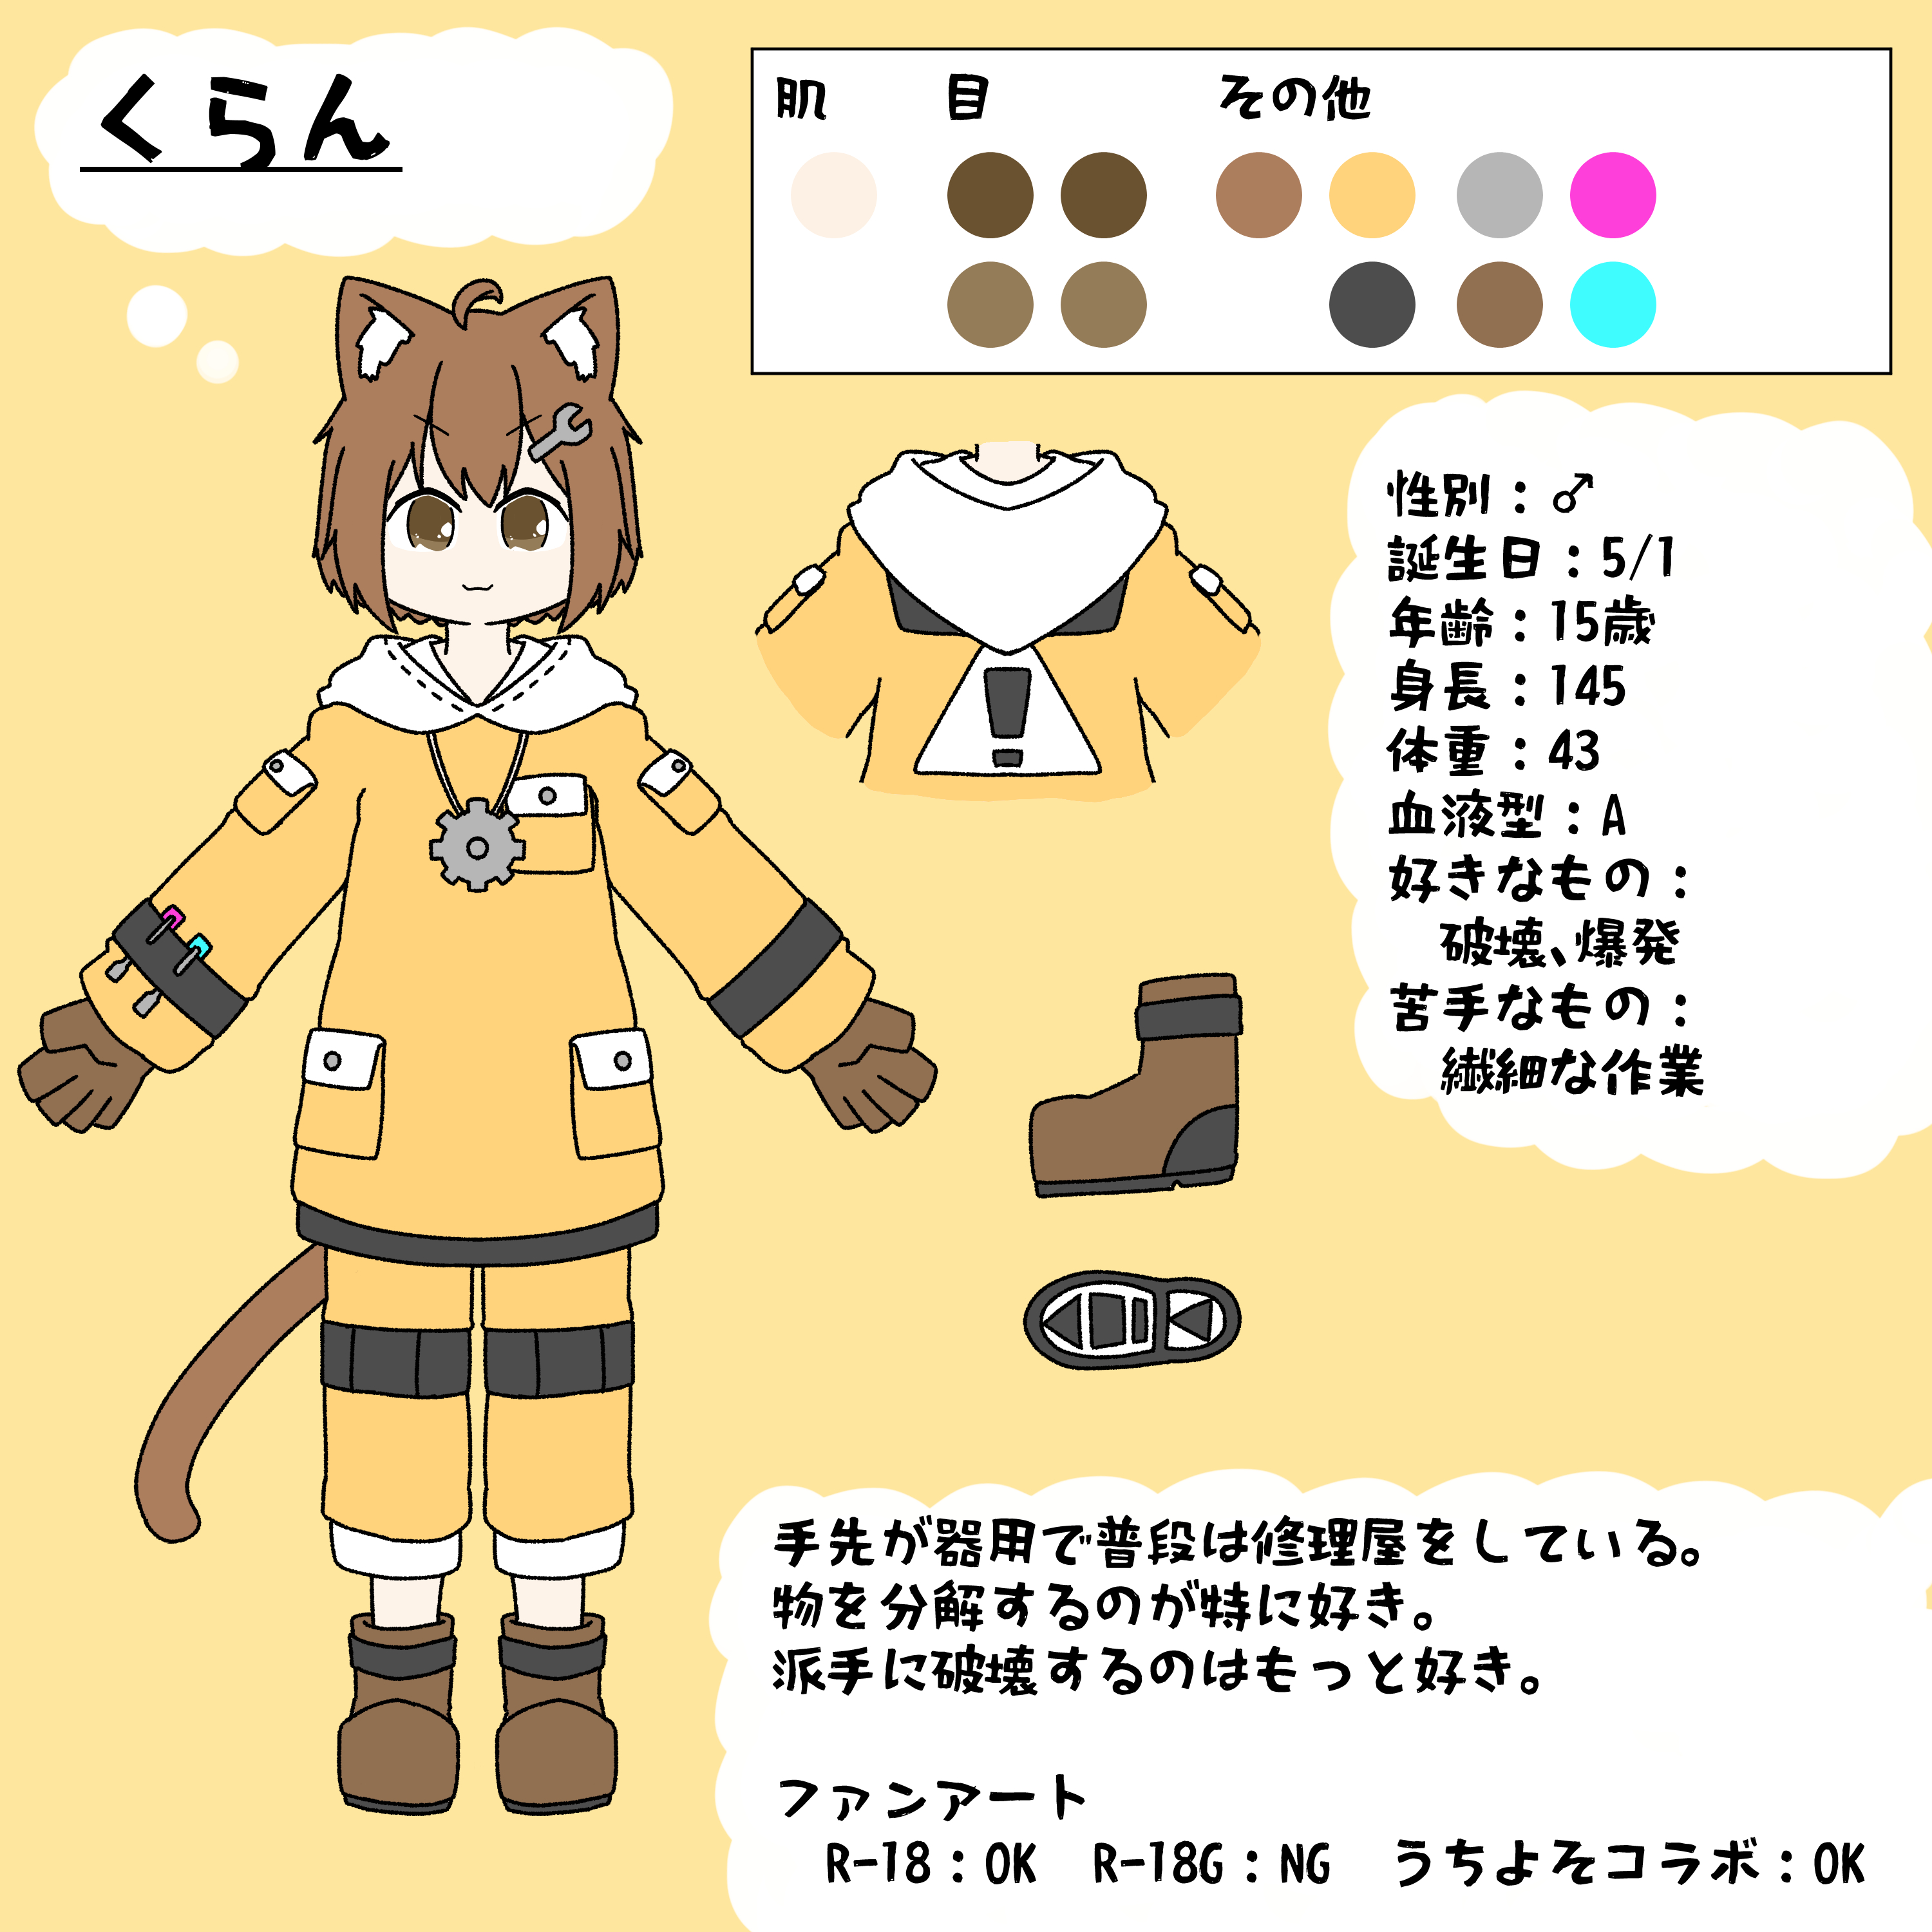 くらん
肌 目 その他
性別：♂
誕生日：5/1
年齢：15歳
身長：145
体重：43
血液型：A
好きなもの：
破壊、爆発
苦手なもの：
繊細な作業
!
手先が器用で普段は修理屋をしている。
物を分解するのが特に好き。
派手に破壊するのはもっと好き。
ファンアート
R-18：OK R-18G：NG うちよそコラボ：OK